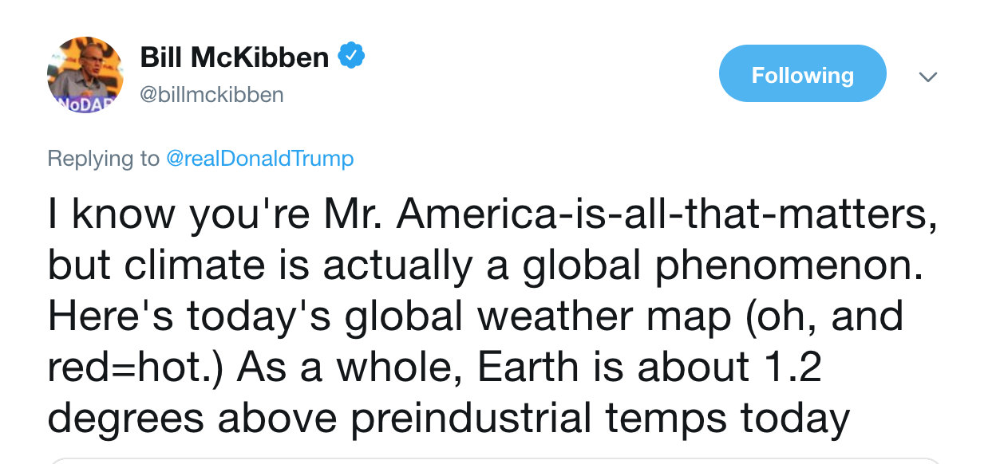 Bill McKibben
@billmckibben
Following
NoDAP
Replying to @realDonaldTrump
I know you're Mr. America-is-all-that-matters,
but climate is actually a global phenomenon.
Here's today's global weather map (oh, and
red=hot.) As a whole, Earth is about 1.2
degrees above preindustrial temps today